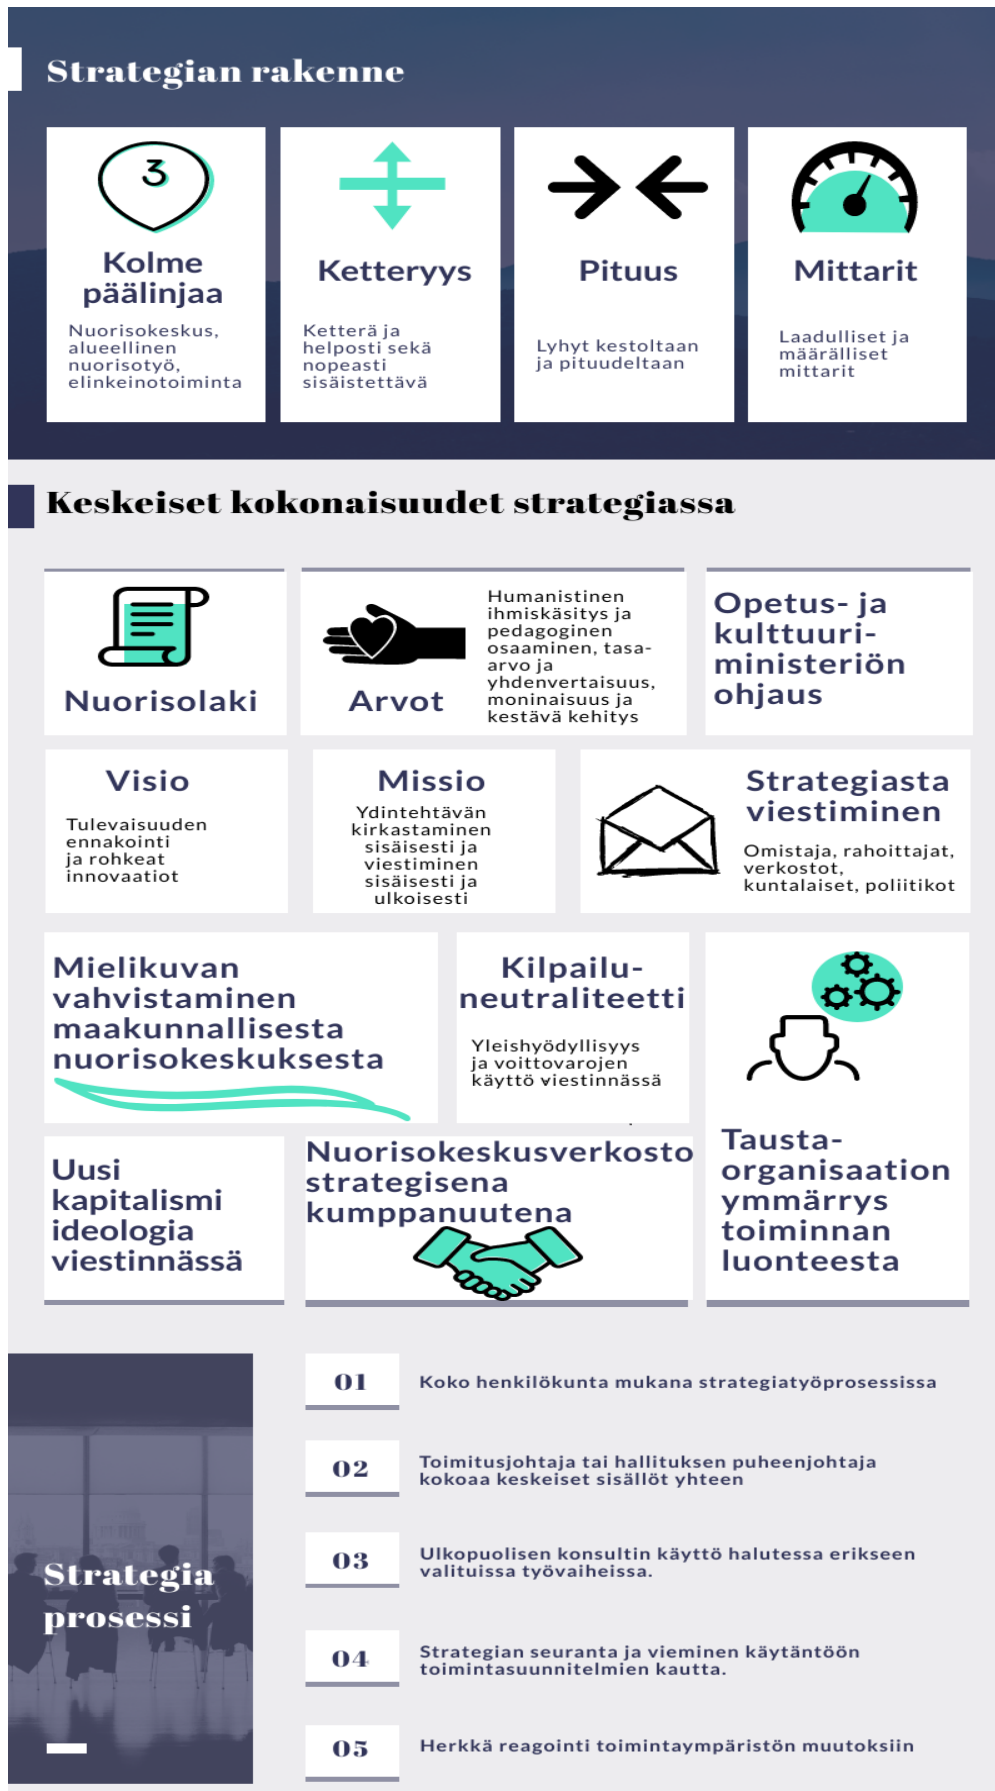 Strategian rakenne
3
Kolme
päälinjaa
Nuorisokeskus,
alueellinen
nuorisotyö,
elinkeinotoiminta
Ketteryys
Ketterä ja
helposti sekä
nopeasti
sisäistettävä
Pituus
Lyhyt kestoltaan
ja pituudeltaan
Mittarit
Laadulliset ja
määrälliset
mittarit
Keskeiset kokonaisuudet strategiassa
Nuorisolaki
Arvot
Humanistinen
ihmiskäsitys ja
pedagoginen
osaaminen, tasa-
arvo ja
yhdenvertaisuus,
moninaisuus ja
kestävä kehitys
Opetus- ja
kulttuuri-
ministeriön
ohjaus
Visio
Tulevaisuuden
ennakointi
ja rohkeat
innovaatiot
Missio
Ydintehtävän
kirkastaminen
sisäisesti ja
viestiminen
sisäisesti ja
ulkoisesti
Strategiasta
viestiminen
Omistaja, rahoittajat,
verkostot,
kuntalaiset, poliitikot
Mielikuvan
vahvistaminen
maakunnallisesta
nuorisokeskuksesta
Kilpailu-
neutraliteetti
Yleishyödyllisyys
ja voittovarojen
käyttö viestinnässä
Tausta-
organisaation
ymmärrys
toiminnan
luonteesta
Uusi
kapitalismi
ideologia
viestinnässä
Nuorisokeskusverkosto
strategisena
kumppanuutena
Strategia
prosessi
01
Koko henkilökunta mukana strategiatyöprosessissa
02
Toimitusjohtaja tai hallituksen puheenjohtaja
kokoaa keskeiset sisällöt yhteen
03
Ulkopuolisen konsultin käyttö halutessa erikseen
valituissa työvaiheissa.
04
Strategian seuranta ja vieminen käytäntöön
toimintasuunnitelmien kautta.
05
Herkkä reagointi toimintaympäristön muutoksiin